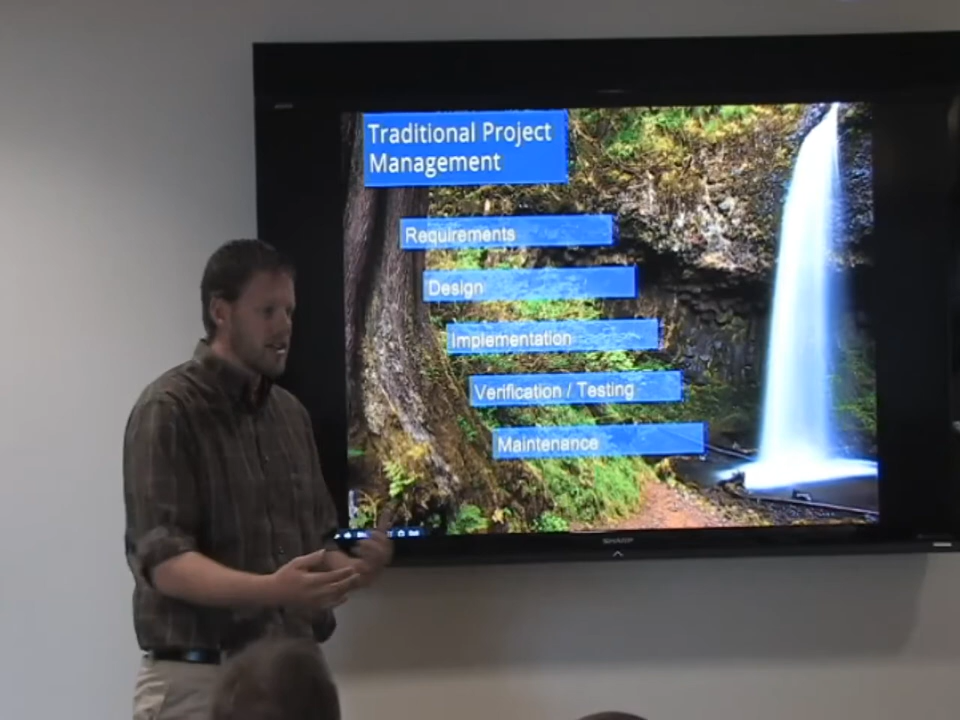 Traditional Project
Management
Requirements
Design
Implementation
Verification / Testing
Maintenance
SHARP